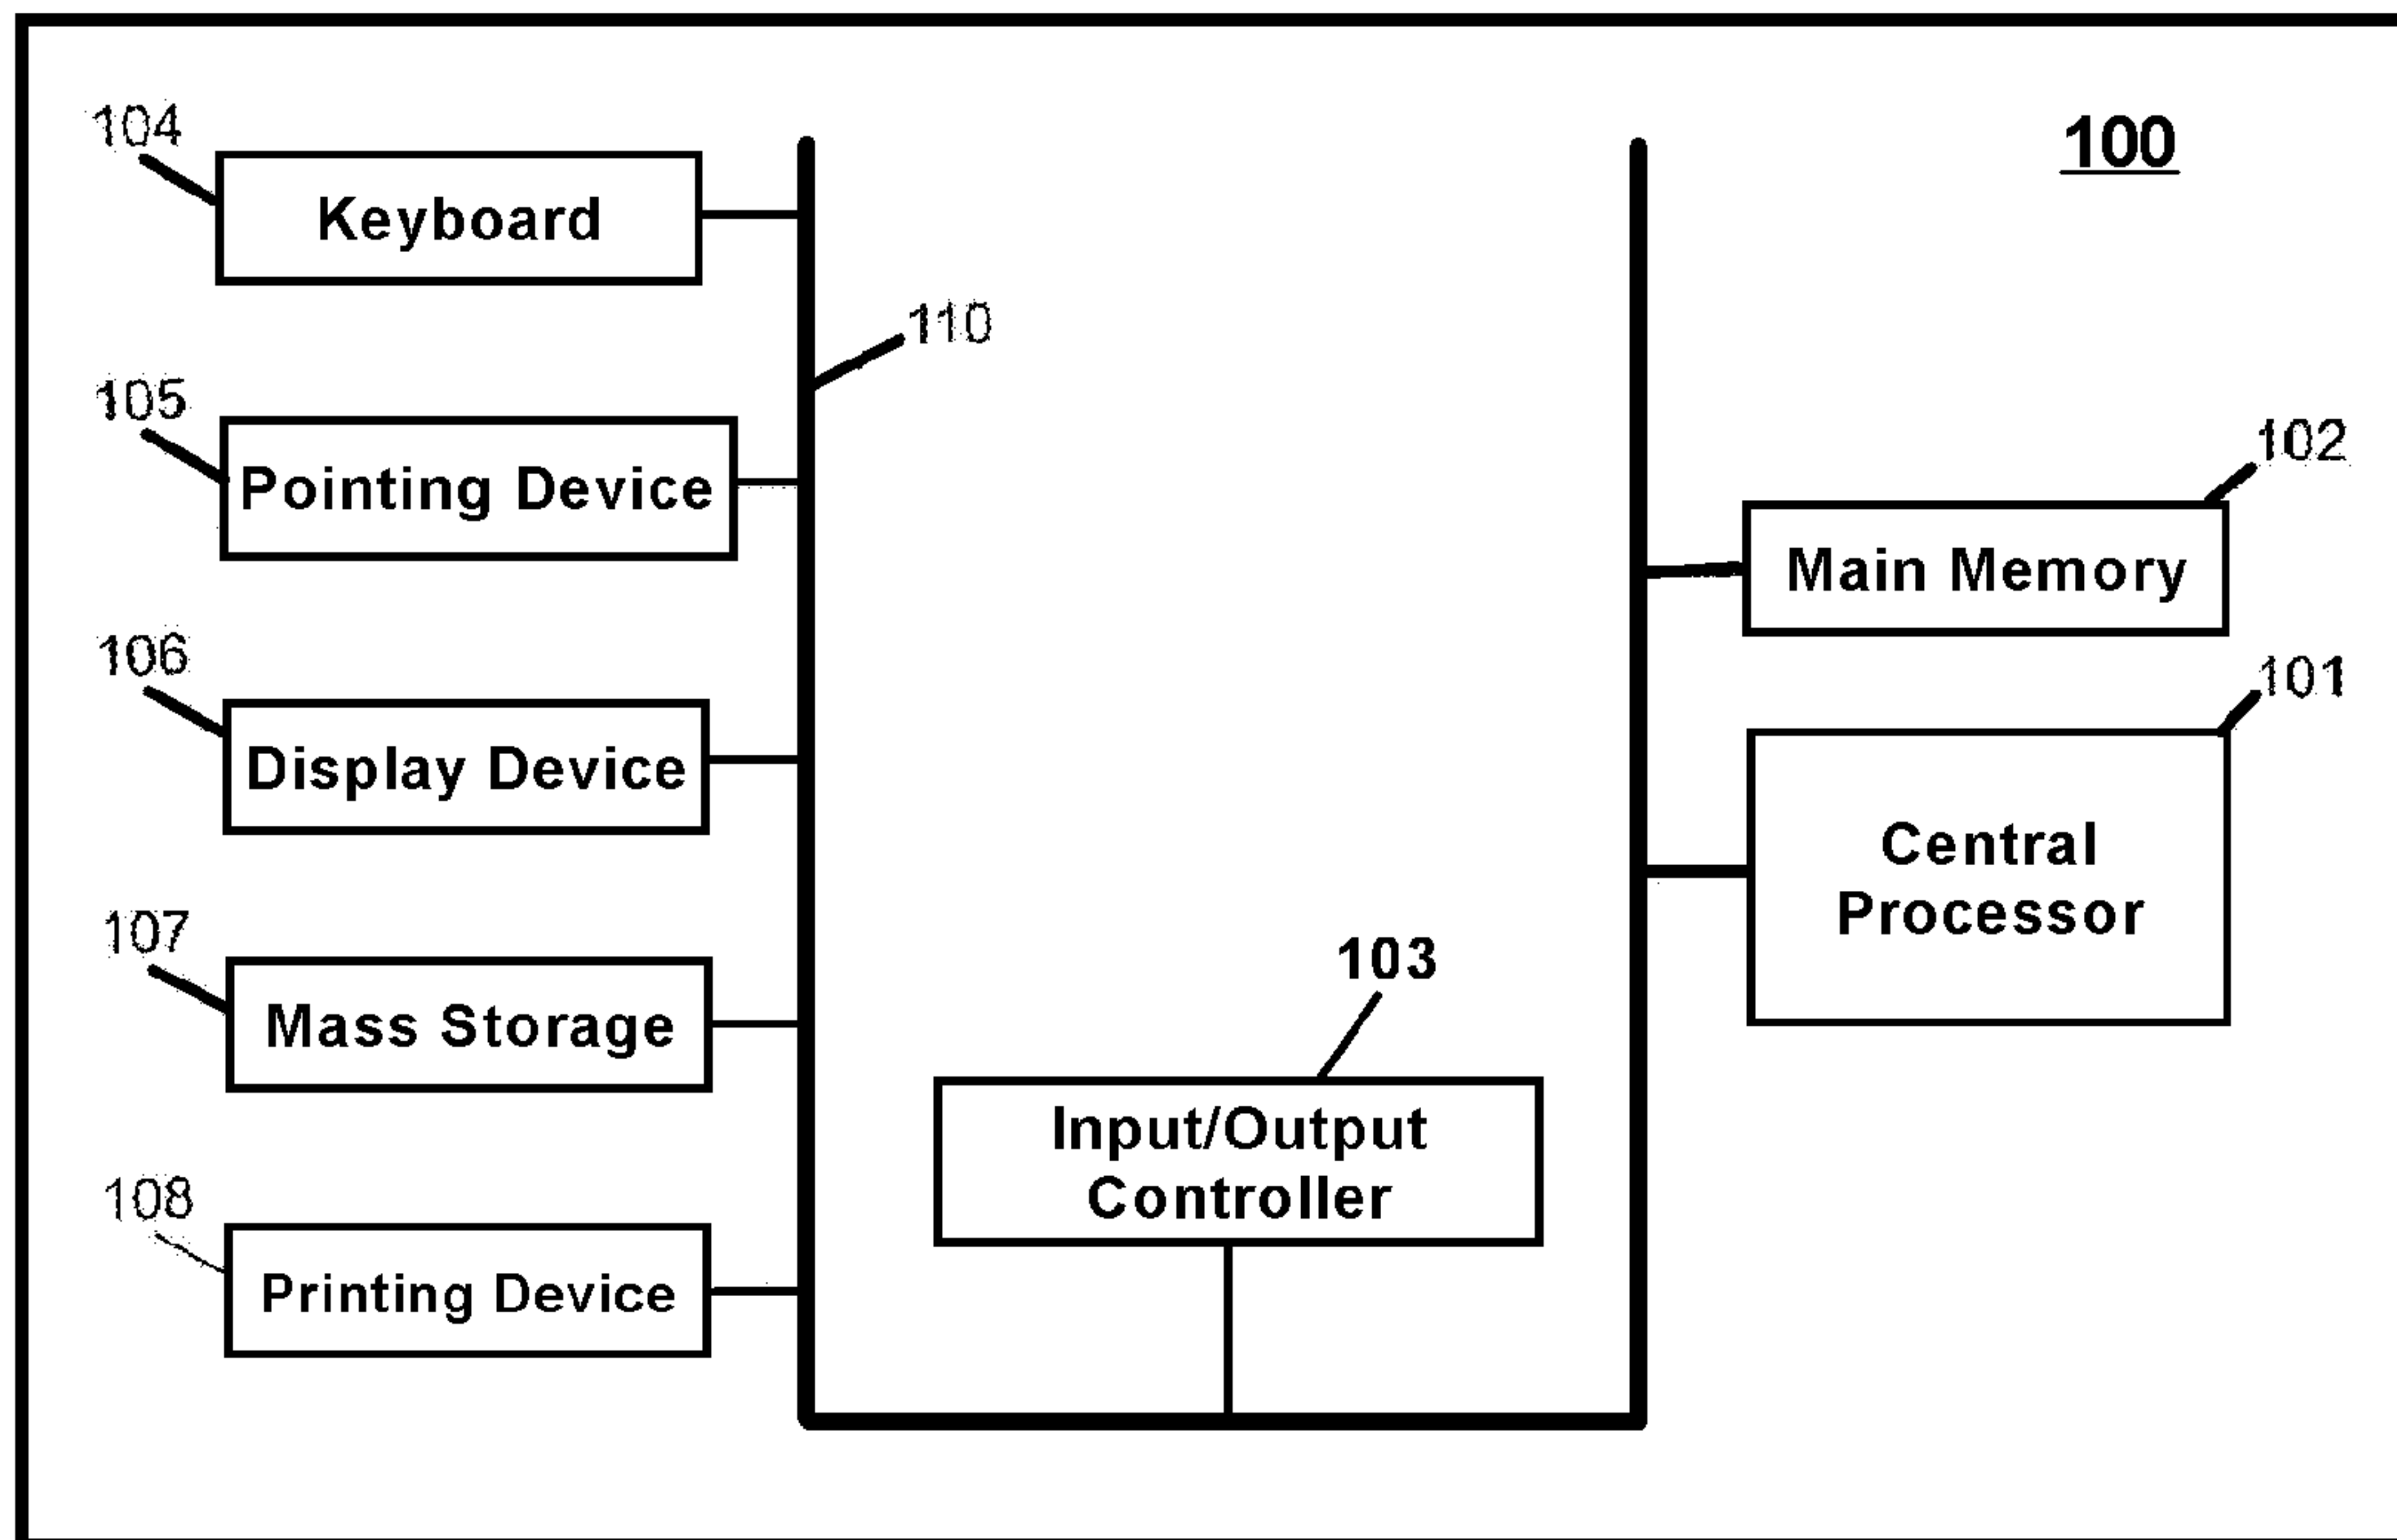 100
104
Keyboard
110
105
Pointing Device
102
Main Memory
106
Display Device
101
Central
Processor
107
Mass Storage
103
Input/Output
Controller
108
Printing Device